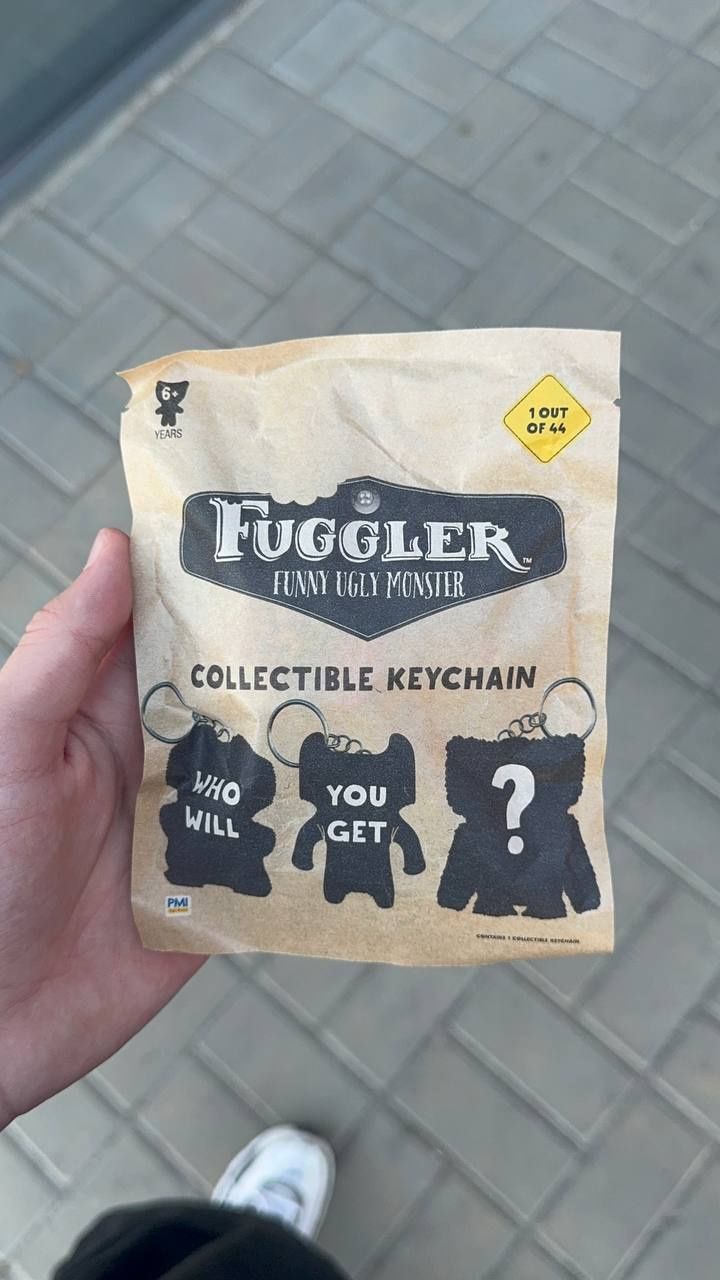 6+
YEARS
1 OUT
OF 44
FUGGLER™
FUNNY UGLY MONSTER
COLLECTIBLE KEYCHAIN
WHO
WILL
YOU
GET
?
PMI
CONTAINS 1 COLLECTIBLE KEYCHAIN